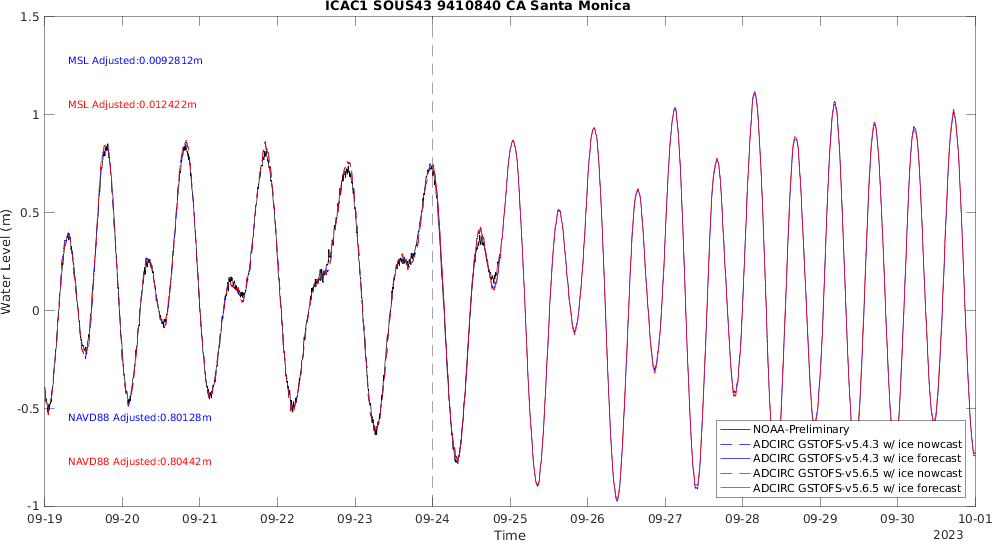 ICAC1 SOUS43 9410840 CA Santa Monica
1.5
MSL Adjusted:0.0092812m
MSL Adjusted:0.012422m
1
0.5
Water Level (m)
0
-0.5
NAVD88 Adjusted:0.80128m
NAVD88 Adjusted:0.80442m
NOAA-Preliminary
ADCIRC GSTOFS-v5.4.3 w/ ice nowcast
ADCIRC GSTOFS-v5.4.3 w/ ice forecast
ADCIRC GSTOFS-v5.6.5 w/ ice nowcast
ADCIRC GSTOFS-v5.6.5 w/ ice forecast
-1
09-19 09-20 09-21 09-22 09-23 09-24 09-25 09-26 09-27 09-28 09-29 09-30 10-01
Time
2023